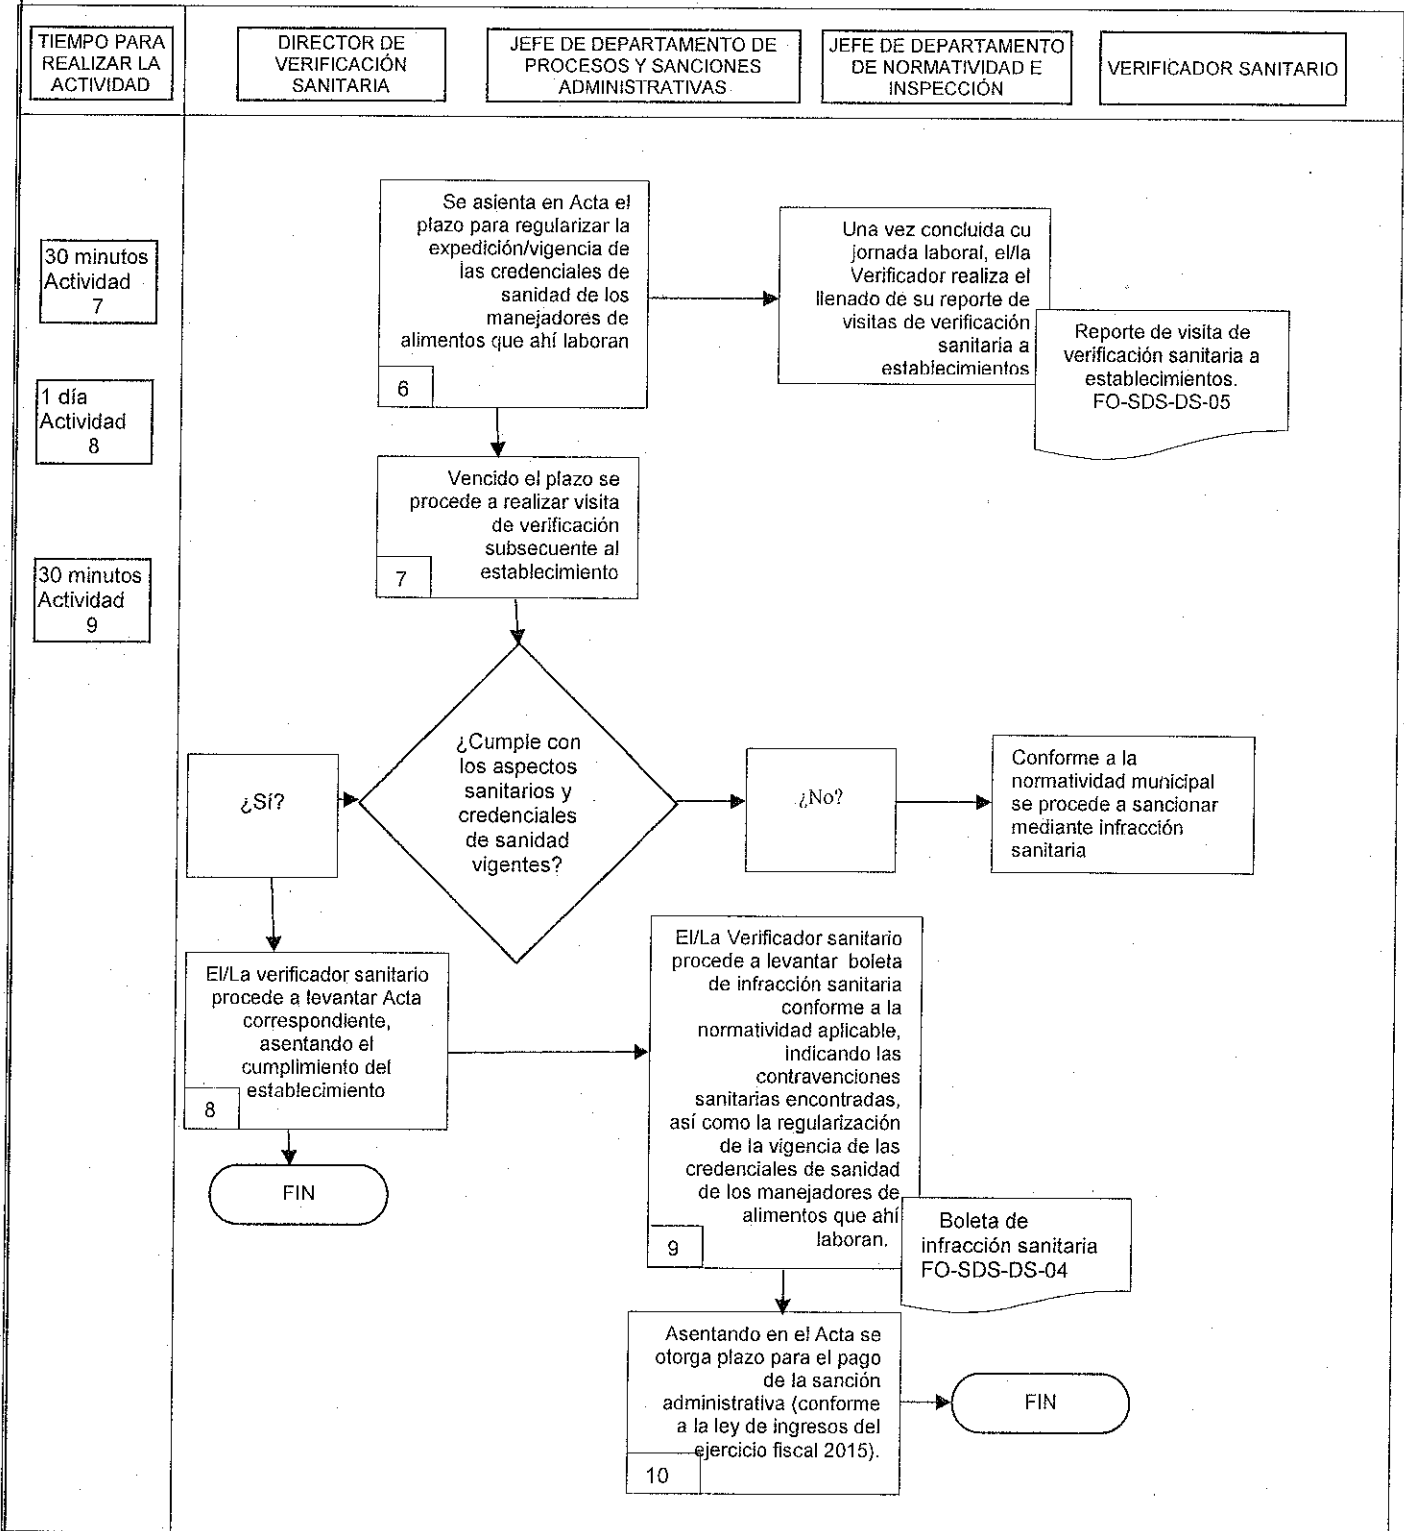 TIEMPO PARA
REALIZAR LA
ACTIVIDAD
DIRECTOR DE
VERIFICACIÓN
SANITARIA
JEFE DE DEPARTAMENTO DE
PROCESOS Y SANCIONES
ADMINISTRATIVAS
JEFE DE DEPARTAMENTO
DE NORMATIVIDAD E
INSPECCIÓN
VERIFICADOR SANITARIO
30 minutos
Actividad
7
1 día
Actividad
8
30 minutos
Actividad
9
Se asienta en Acta el
plazo para regularizar la
expedición/vigencia de
las credenciales de
sanidad de los
manejadores de
alimentos que ahí laboran
6
Una vez concluida cu
jornada laboral, el/la
Verificador realiza el
llenado de su reporte de
visitas de verificación
sanitaria a
establecimientos
Reporte de visita de
verificación sanitaria a
establecimientos.
FO-SDS-DS-05
Vencido el plazo se
procede a realizar visita
de verificación
subsecuente al
establecimiento
7
¿Cumple con
los aspectos
sanitarios y
credenciales
de sanidad
vigentes?
¿Sí?
¿No?
Conforme a la
normatividad municipal
se procede a sancionar
mediante infracción
sanitaria
El/La verificador sanitario
procede a levantar Acta
correspondiente,
asentando el
cumplimiento del
establecimiento
8
FIN
El/La Verificador sanitario
procede a levantar boleta
de infracción sanitaria
conforme a la
normatividad aplicable,
indicando las
contravenciones
sanitarias encontradas,
así como la regularización
de la vigencia de las
credenciales de sanidad
de los manejadores de
alimentos que ahí
laboran.
9
Boleta de
infracción sanitaria
FO-SDS-DS-04
Asentando en el Acta se
otorga plazo para el pago
de la sanción
administrativa (conforme
a la ley de ingresos del
ejercicio fiscal 2015).
10
FIN